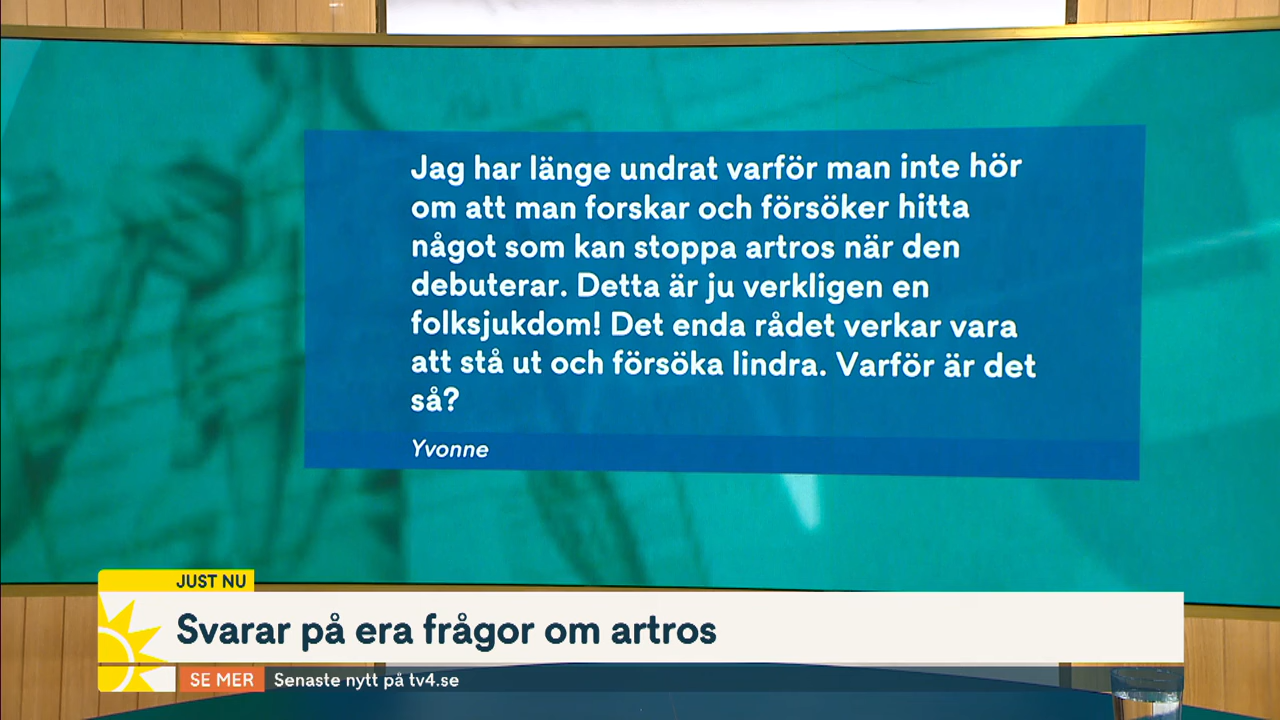 Jag har länge undrat varför man inte hör
om att man forskar och försöker hitta
något som kan stoppa artros när den
debuterar. Detta är ju verkligen en
folksjukdom! Det enda rådet verkar vara
att stå ut och försöka lindra. Varför är det
så?
Yvonne
JUST NU
Svarar på era frågor om artros
SE MER Senaste nytt på tv4.se